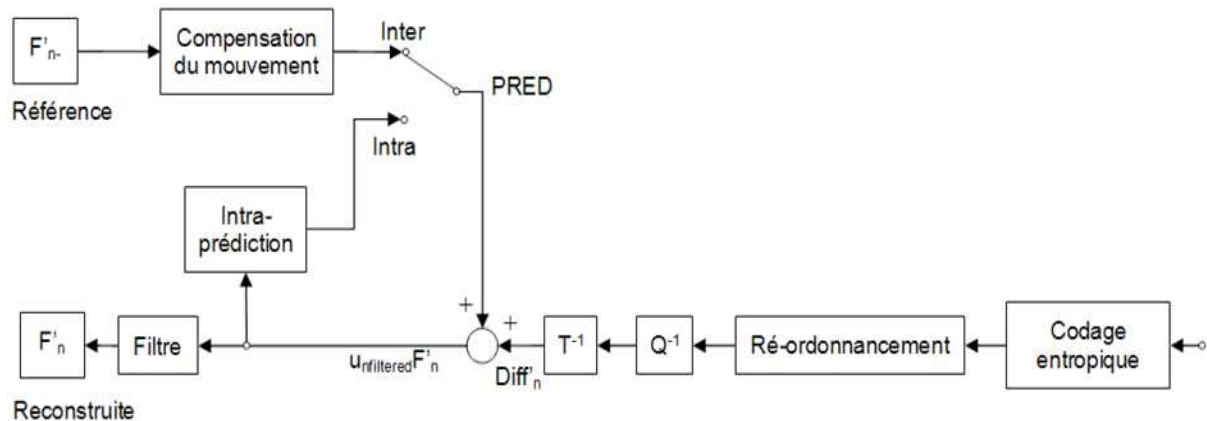 F'n-
Compensation
du mouvement
Inter
PRED
Référence
Intra
Intra-
prédiction
+
+
F'n
Filtre
T-1
Q-1
Ré-ordonnancement
Codage
entropique
unfilteredF'n
Diff'n
Reconstruite